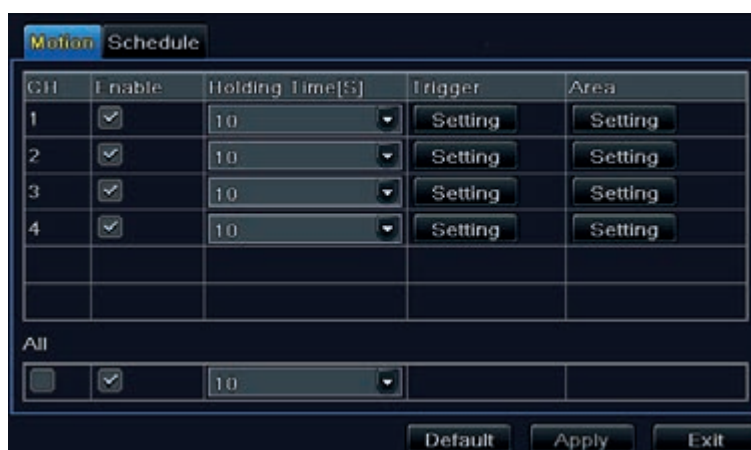 Motion Schedule
CH Enable Holding Time[S] Trigger Area
1 10 Setting Setting
2 10 Setting Setting
3 10 Setting Setting
4 10 Setting Setting
All
10
Default Apply Exit